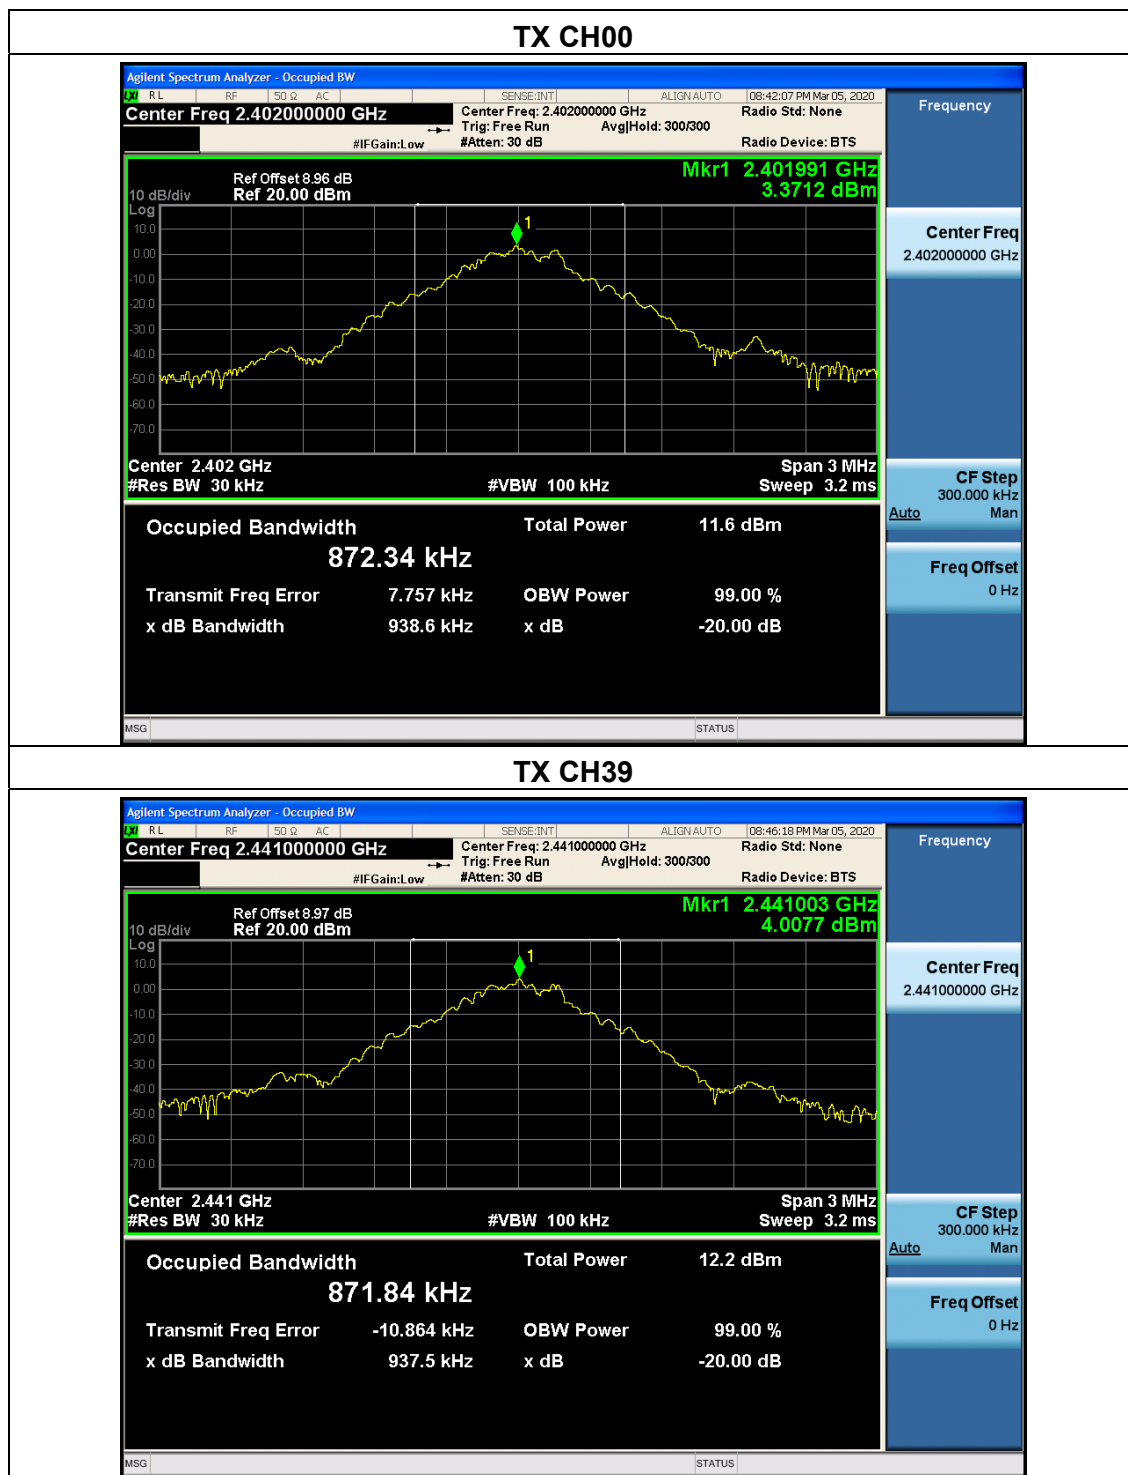 TX CH00
Agilent Spectrum Analyzer - Occupied BW
LXI RL RF 50 Ω AC SENSE:INT ALIGN AUTO 08:42:07 PM Mar 05, 2020
Center Freq 2.402000000 GHz
Center Freq: 2.402000000 GHz Radio Std: None
Trig: Free Run Avg|Hold: 300/300
#IFGain:Low #Atten: 30 dB Radio Device: BTS
Frequency
Mkr1 2.401991 GHz
3.3712 dBm
Ref Offset 8.96 dB
10 dB/div Ref 20.00 dBm
Log
10.0
0.00
-10.0
-20.0
-30.0
-40.0
-50.0
-60.0
-70.0
1
Center 2.402 GHz Span 3 MHz
#Res BW 30 kHz #VBW 100 kHz Sweep 3.2 ms
Center Freq
2.402000000 GHz
CF Step
300.000 kHz
Auto Man
Freq Offset
0 Hz
Occupied Bandwidth Total Power 11.6 dBm
872.34 kHz
Transmit Freq Error 7.757 kHz OBW Power 99.00 %
x dB Bandwidth 938.6 kHz x dB -20.00 dB
MSG STATUS
TX CH39
Agilent Spectrum Analyzer - Occupied BW
LXI RL RF 50 Ω AC SENSE:INT ALIGN AUTO 08:46:18 PM Mar 05, 2020
Center Freq 2.441000000 GHz
Center Freq: 2.441000000 GHz Radio Std: None
Trig: Free Run Avg|Hold: 300/300
#IFGain:Low #Atten: 30 dB Radio Device: BTS
Frequency
Mkr1 2.441003 GHz
4.0077 dBm
Ref Offset 8.97 dB
10 dB/div Ref 20.00 dBm
Log
10.0
0.00
-10.0
-20.0
-30.0
-40.0
-50.0
-60.0
-70.0
1
Center 2.441 GHz Span 3 MHz
#Res BW 30 kHz #VBW 100 kHz Sweep 3.2 ms
Center Freq
2.441000000 GHz
CF Step
300.000 kHz
Auto Man
Freq Offset
0 Hz
Occupied Bandwidth Total Power 12.2 dBm
871.84 kHz
Transmit Freq Error -10.864 kHz OBW Power 99.00 %
x dB Bandwidth 937.5 kHz x dB -20.00 dB
MSG STATUS